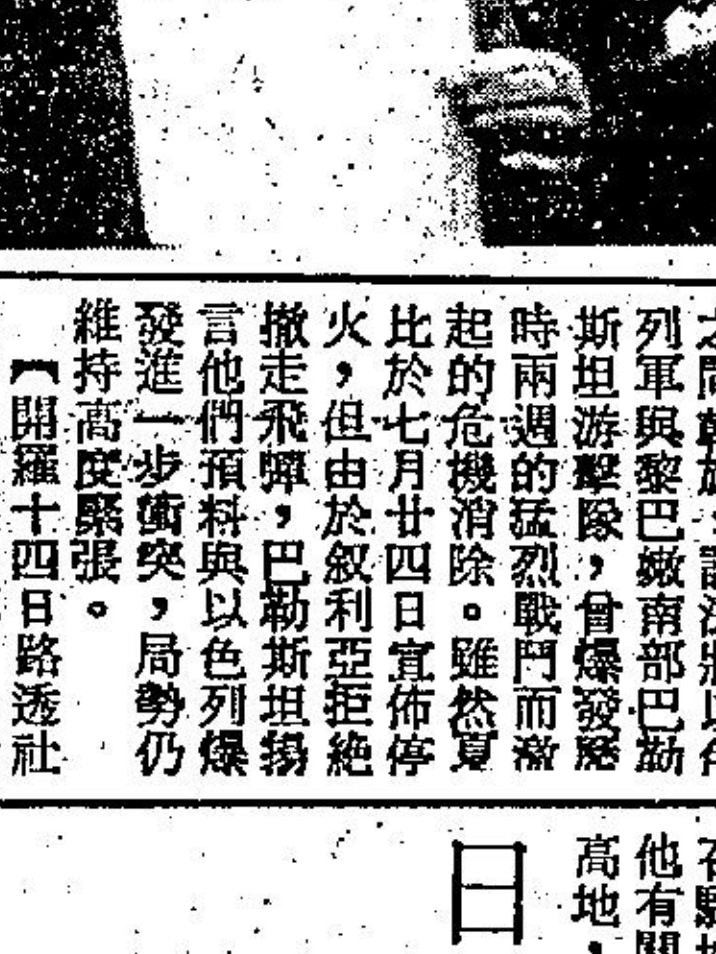 列軍與黎巴嫩南部巴勒
斯坦游擊隊，曾爆發歷
時兩週的猛烈戰鬥而激
起的危機消除。雖然夏
比於七月廿四日宣佈停
火，但由於叙利亞拒絶
撤走飛彈，巴勒斯坦揚
言他們預料與以色列爆
發進一步衝突，局勢仍
維持高度緊張。
【開羅十四日路透社
他有關
高地，
日